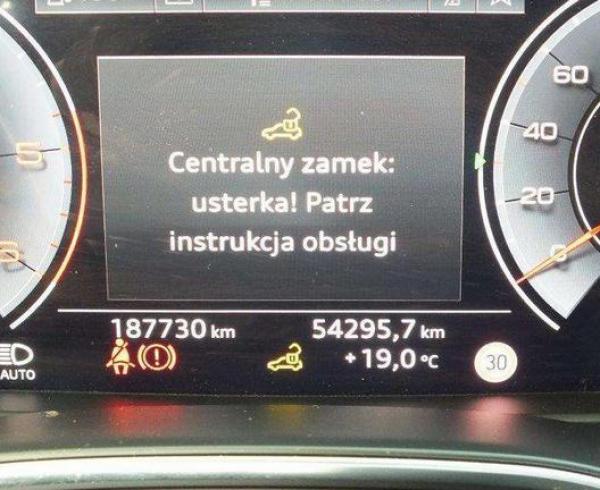 Centralny zamek:
usterka! Patrz
instrukcja obsługi
5
60
40
20
0
187730 km
54295,7 km
AUTO
+19,0 °C
30